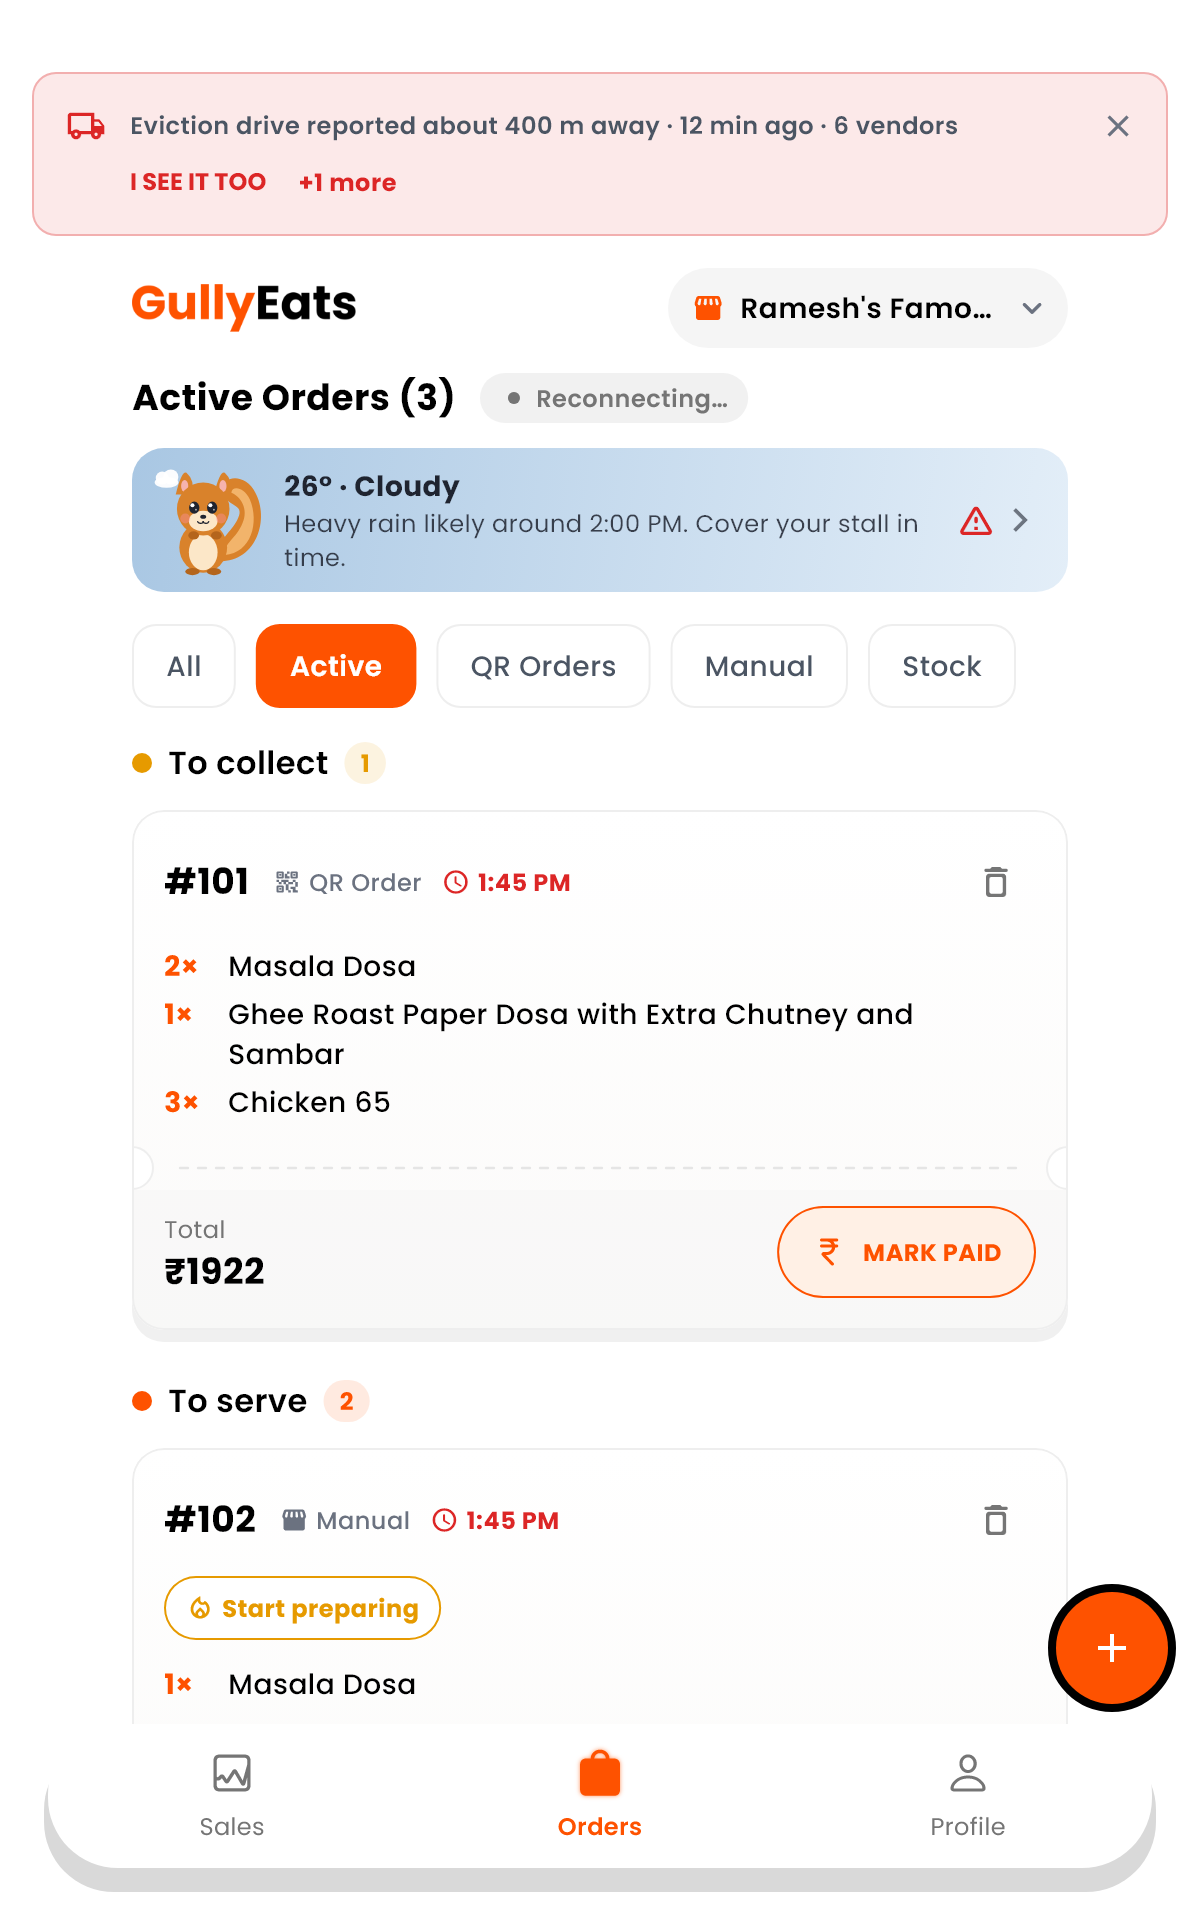 Eviction drive reported about 400 m away · 12 min ago · 6 vendors
I SEE IT TOO +1 more
GullyEats
Ramesh's Famo...
Active Orders (3)
Reconnecting...
26° · Cloudy
Heavy rain likely around 2:00 PM. Cover your stall in
time.
All
Active
QR Orders
Manual
Stock
To collect 1
#101 QR Order 1:45 PM
2× Masala Dosa
1× Ghee Roast Paper Dosa with Extra Chutney and
Sambar
3× Chicken 65
Total
₹1922
₹ MARK PAID
To serve 2
#102 Manual 1:45 PM
Start preparing
1× Masala Dosa
+
Sales
Orders
Profile